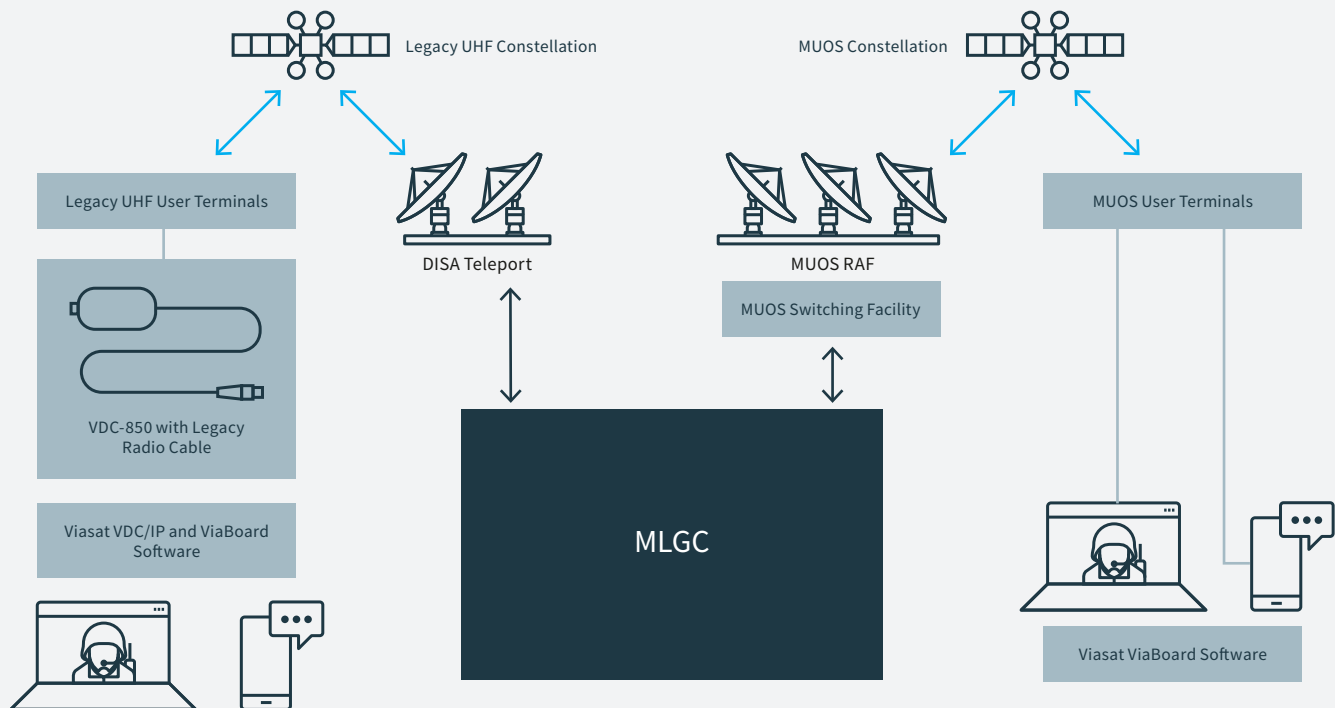 Legacy UHF Constellation
MUOS Constellation
Legacy UHF User Terminals
MUOS User Terminals
DISA Teleport
MUOS RAF
MUOS Switching Facility
VDC-850 with Legacy
Radio Cable
Viasat VDC/IP and ViaBoard
Software
MLGC
Viasat ViaBoard Software